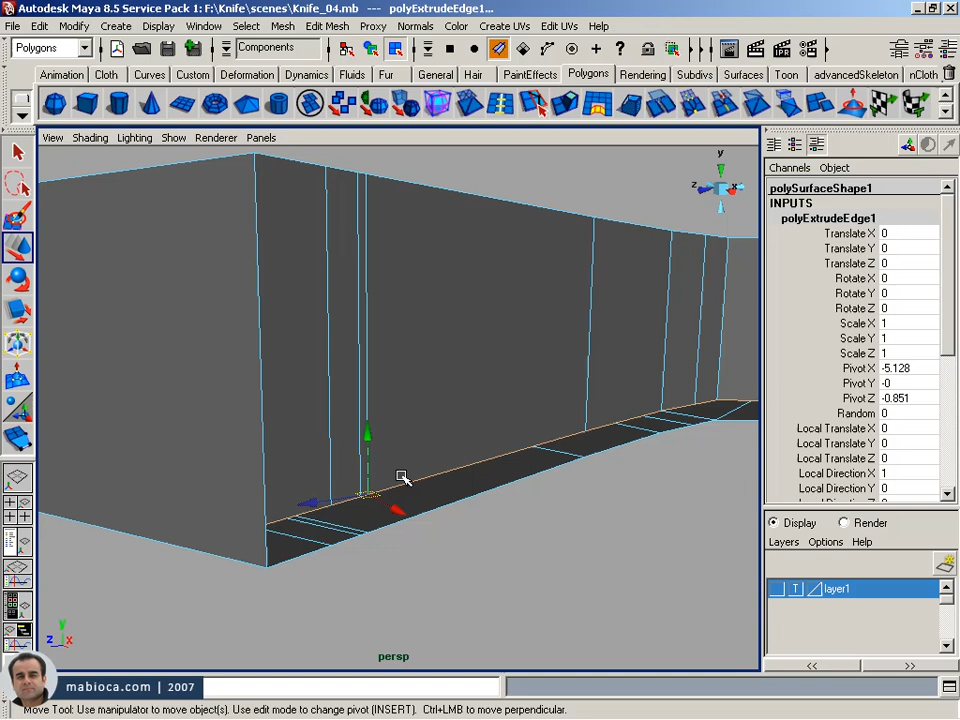 Autodesk Maya 8.5 Service Pack 1: F:\Knife\scenes\Knife_04.mb --- polyExtrudeEdge1...
File Edit Modify Create Display Window Select Mesh Edit Mesh Proxy Normals Color Create UVs Edit UVs Help
Polygons Components
Animation Cloth Curves Custom Deformation Dynamics Fluids Fur General Hair PaintEffects Polygons Rendering Subdivs Surfaces Toon advancedSkeleton nCloth
View Shading Lighting Show Renderer Panels
Channels Object
polySurfaceShape1
INPUTS
polyExtrudeEdge1
Translate X 0
Translate Y 0
Translate Z 0
Rotate X 0
Rotate Y 0
Rotate Z 0
Scale X 1
Scale Y 1
Scale Z 1
Pivot X -5.128
Pivot Y -0
Pivot Z -0.851
Random 0
Local Translate X 0
Local Translate Y 0
Local Translate Z 0
Local Direction X 1
Local Direction Y 0
Display Render
Layers Options Help
T layer1
<< >>
y
z x
y
z x
persp
mabioca.com | 2007
Move Tool: Use manipulator to move object(s). Use edit mode to change pivot (INSERT). Ctrl+LMB to move perpendicular.